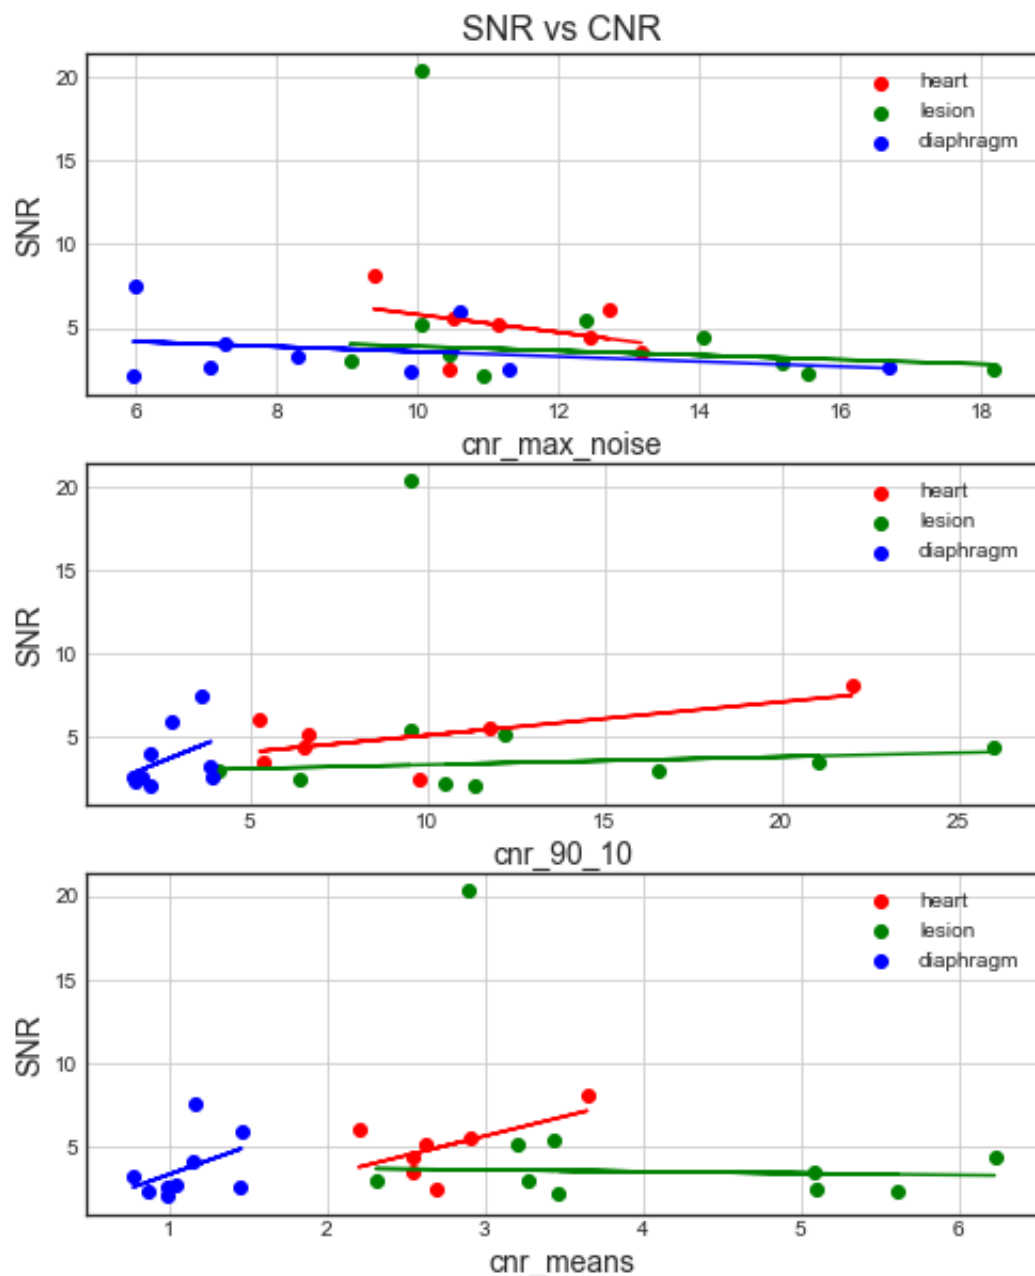 SNR vs CNR
20
15
10
5
SNR
heart
lesion
diaphragm
6 8 10 12 14 16 18
cnr_max_noise
20
15
10
5
SNR
heart
lesion
diaphragm
5 10 15 20 25
cnr_90_10
20
15
10
5
SNR
heart
lesion
diaphragm
1 2 3 4 5 6
cnr_means